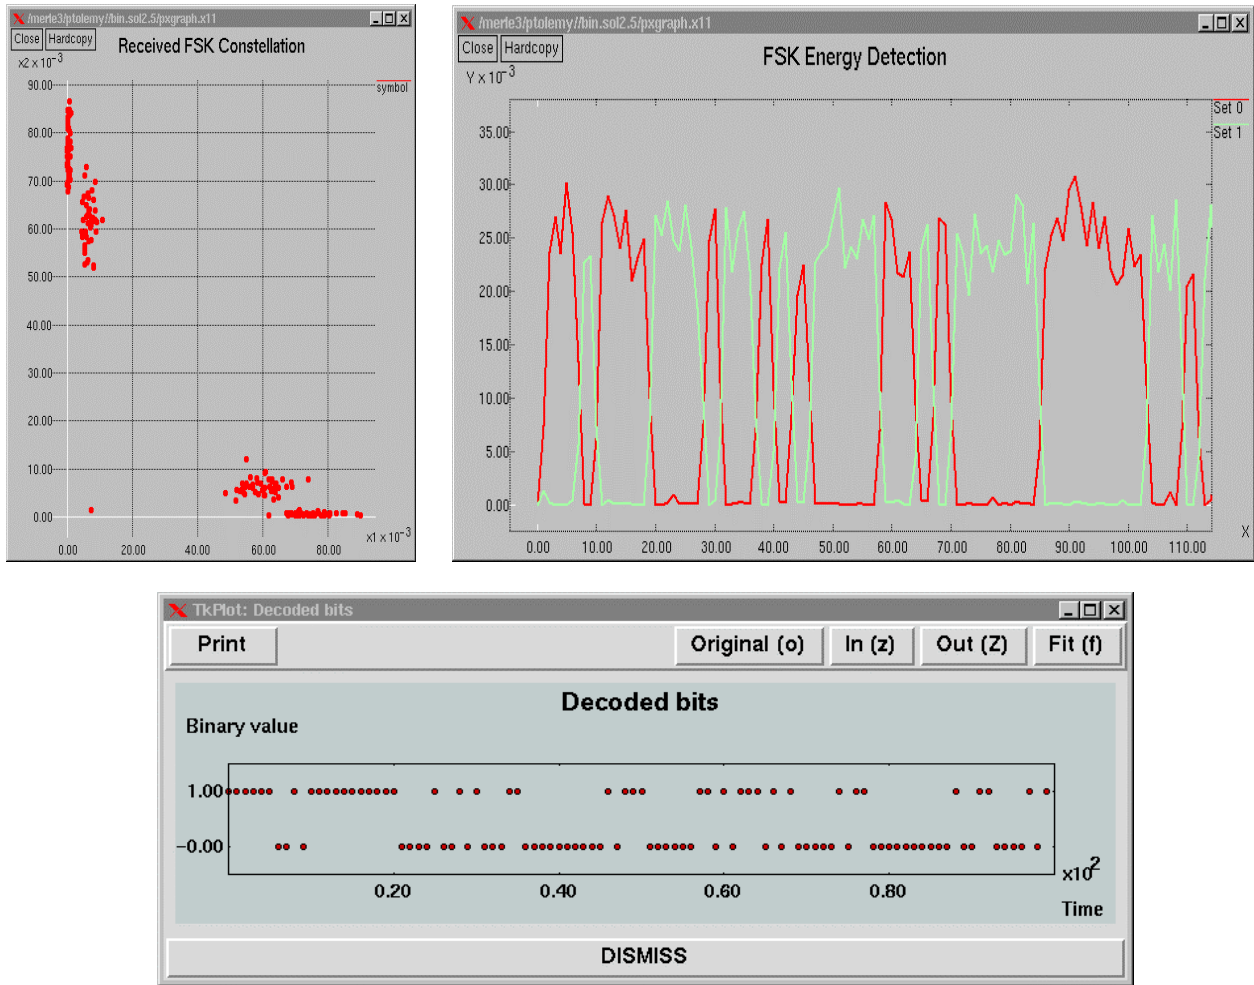 /merle3/ptolemy//bin.sol2.5/pxgraph.x11
Close Hardcopy
Received FSK Constellation
x2 x 10⁻³
symbol
90.00
80.00
70.00
60.00
50.00
40.00
30.00
20.00
10.00
0.00
x1 x 10⁻³
0.00 20.00 40.00 60.00 80.00
/merle3/ptolemy//bin.sol2.5/pxgraph.x11
Close Hardcopy
FSK Energy Detection
Y x 10⁻³
Set 0
Set 1
35.00
30.00
25.00
20.00
15.00
10.00
5.00
0.00
X
0.00 10.00 20.00 30.00 40.00 50.00 60.00 70.00 80.00 90.00 100.00 110.00
TkPlot: Decoded bits
Print Original (o) In (z) Out (Z) Fit (f)
Decoded bits
Binary value
1.00
-0.00
x10²
0.20 0.40 0.60 0.80
Time
DISMISS